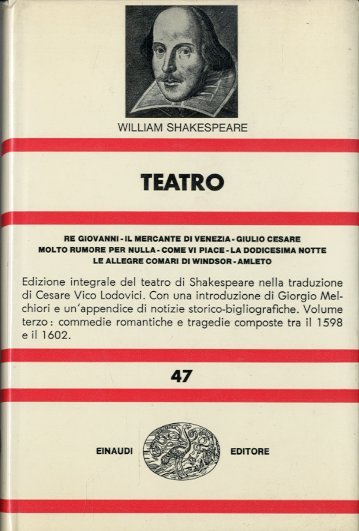 WILLIAM SHAKESPEARE
TEATRO
RE GIOVANNI - IL MERCANTE DI VENEZIA - GIULIO CESARE
MOLTO RUMORE PER NULLA - COME VI PIACE - LA DODICESIMA NOTTE
LE ALLEGRE COMARI DI WINDSOR - AMLETO
Edizione integrale del teatro di Shakespeare nella traduzione
di Cesare Vico Lodovici. Con una introduzione di Giorgio Mel-
chiori e un'appendice di notizie storico-bigliografiche. Volume
terzo: commedie romantiche e tragedie composte tra il 1598
e il 1602.
47
EINAUDI EDITORE